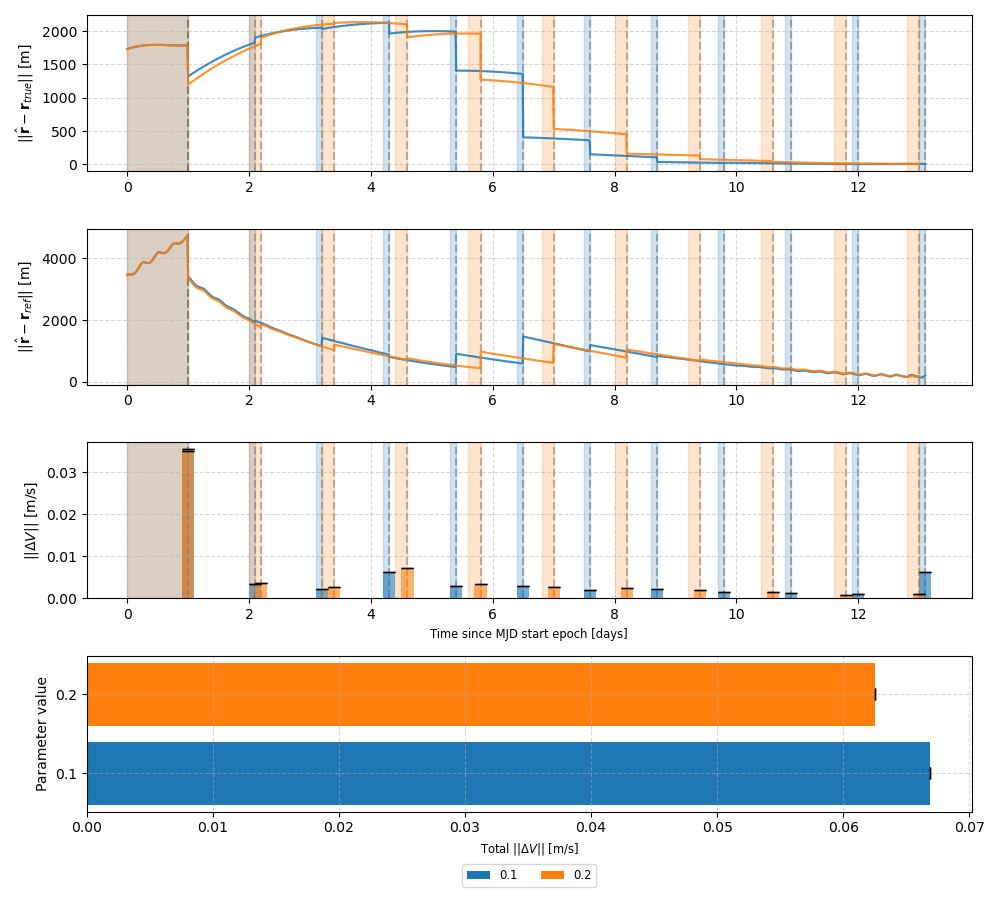 ||r̂ − r_true|| [m]
2000
1500
1000
500
0
0 2 4 6 8 10 12
||r̂ − r_ref|| [m]
4000
2000
0
0 2 4 6 8 10 12
||ΔV|| [m/s]
0.03
0.02
0.01
0.00
0 2 4 6 8 10 12
Time since MJD start epoch [days]
Parameter value
0.2
0.1
0.00 0.01 0.02 0.03 0.04 0.05 0.06 0.07
Total ||ΔV|| [m/s]
0.1 0.2